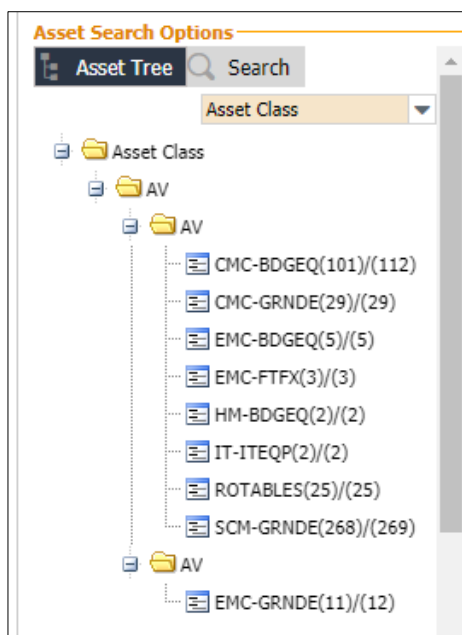 Asset Search Options
Asset Tree Search
Asset Class
Asset Class
AV
AV
CMC-BDGEQ(101)/(112)
CMC-GRNDE(29)/(29)
EMC-BDGEQ(5)/(5)
EMC-FTFX(3)/(3)
HM-BDGEQ(2)/(2)
IT-ITEQP(2)/(2)
ROTABLES(25)/(25)
SCM-GRNDE(268)/(269)
AV
EMC-GRNDE(11)/(12)